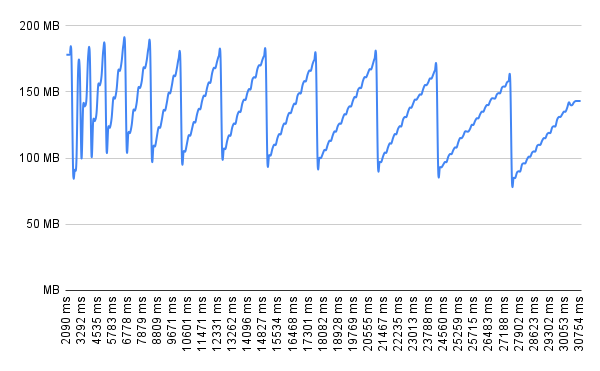 200 MB
150 MB
100 MB
50 MB
MB
2090 ms
3292 ms
4535 ms
5783 ms
6778 ms
7879 ms
8809 ms
9671 ms
10601 ms
11471 ms
12331 ms
13262 ms
14096 ms
14827 ms
15534 ms
16468 ms
17301 ms
18082 ms
18928 ms
19769 ms
20555 ms
21467 ms
22235 ms
23013 ms
23788 ms
24560 ms
25259 ms
25715 ms
26483 ms
27188 ms
27902 ms
28623 ms
29302 ms
30053 ms
30754 ms